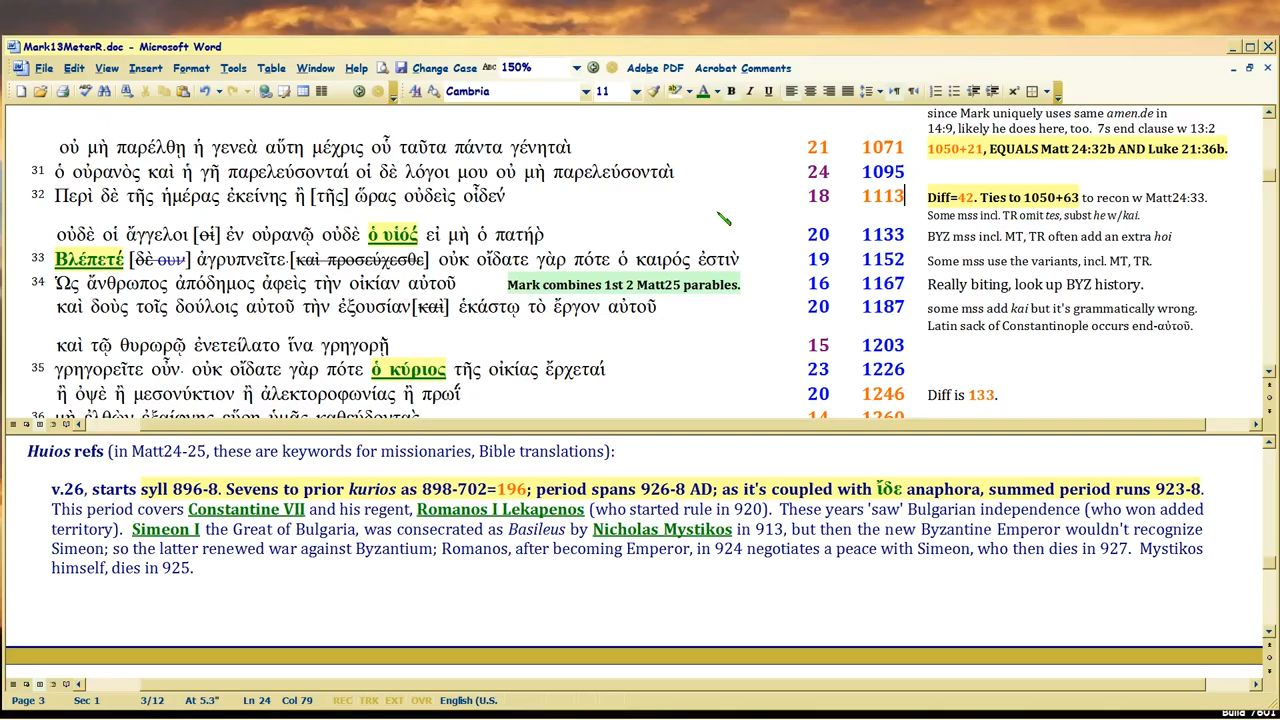 Mark13MeterR.doc - Microsoft Word
File Edit View Insert Format Tools Table Window Help Change Case 150% Adobe PDF Acrobat Comments
Cambria 11
since Mark uniquely uses same amen.de in
14:9, likely he does here, too. 7s end clause w 13:2
οὐ μὴ παρέλθῃ ἡ γενεὰ αὕτη μέχρις οὗ ταῦτα πάντα γένηταὶ 21 1071 1050+21, EQUALS Matt 24:32b AND Luke 21:36b.
31 ὁ οὐρανὸς καὶ ἡ γῆ παρελεύσονταί οἱ δὲ λόγοι μου οὐ μὴ παρελεύσονταὶ 24 1095
32 Περὶ δὲ τῆς ἡμέρας ἐκείνης ἢ [τῆς] ὥρας οὐδεὶς οἶδεν́ 18 1113 Diff=42. Ties to 1050+63 to recon w Matt24:33.
Some mss incl. TR omit tes, subst he w/kai.
οὐδὲ οἱ ἄγγελοι [οἱ] ἐν οὐρανῷ οὐδὲ ὁ υἱός́ εἰ μὴ ὁ πατὴρ 20 1133 BYZ mss incl. MT, TR often add an extra hoi
33 Βλέπετέ [δὲ ουν] ἀγρυπνεῖτε [καὶ προσεύχεσθε] οὐκ οἴδατε γὰρ πότε ὁ καιρός ἐστιν 19 1152 Some mss use the variants, incl. MT, TR.
34 Ὡς ἄνθρωπος ἀπόδημος ἀφεὶς τὴν οἰκίαν αὐτοῦ Mark combines 1st 2 Matt25 parables. 16 1167 Really biting, look up BYZ history.
καὶ δοὺς τοῖς δούλοις αὐτοῦ τὴν ἐξουσίαν[καὶ] ἑκάστῳ τὸ ἔργον αὐτοῦ 20 1187 some mss add kai but it's grammatically wrong.
Latin sack of Constantinople occurs end-αὐτοῦ.
καὶ τῷ θυρωρῷ ἐνετείλατο ἵνα γρηγορῇ 15 1203
35 γρηγορεῖτε οὖν· οὐκ οἴδατε γὰρ πότε ὁ κύριος τῆς οἰκίας ἔρχεταί 23 1226
ἢ ὀψὲ ἢ μεσονύκτιον ἢ ἀλεκτοροφωνίας ἢ πρωΐ 20 1246 Diff is 133.
36 μὴ ἐλθὼν ἐξαίφνης εὕρῃ ὑμᾶς καθεύδοντας 14 1260
Huios refs (in Matt24-25, these are keywords for missionaries, Bible translations):
v.26, starts syll 896-8. Sevens to prior kurios as 898-702=196; period spans 926-8 AD; as it's coupled with ἴδε anaphora, summed period runs 923-8.
This period covers Constantine VII and his regent, Romanos I Lekapenos (who started rule in 920). These years 'saw' Bulgarian independence (who won added
territory). Simeon I the Great of Bulgaria, was consecrated as Basileus by Nicholas Mystikos in 913, but then the new Byzantine Emperor wouldn't recognize
Simeon; so the latter renewed war against Byzantium; Romanos, after becoming Emperor, in 924 negotiates a peace with Simeon, who then dies in 927. Mystikos
himself, dies in 925.
Page 3 Sec 1 3/12 At 5.3" Ln 24 Col 79 REC TRK EXT OVR English (U.S.
Build 7601